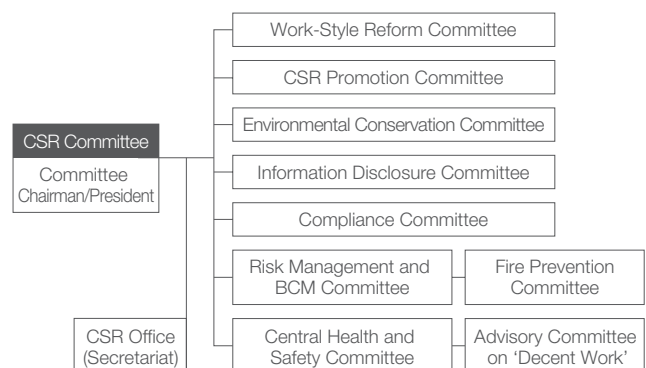 Work-Style Reform Committee
CSR Promotion Committee
Environmental Conservation Committee
CSR Committee
Committee
Chairman/President
Information Disclosure Committee
Compliance Committee
Risk Management and
BCM Committee
Fire Prevention
Committee
CSR Office
(Secretariat)
Central Health and
Safety Committee
Advisory Committee
on ‘Decent Work’